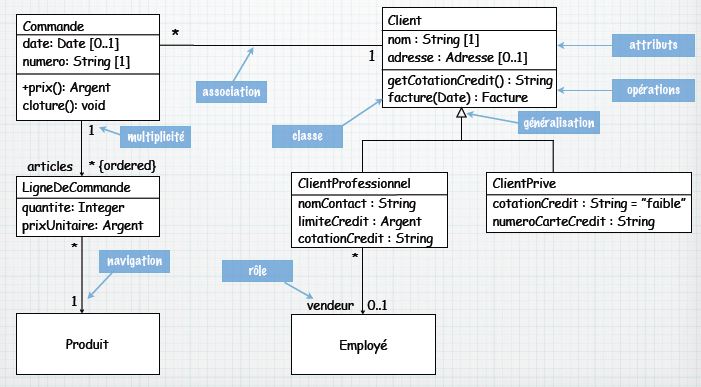 Commande
date: Date [0..1]
numero: String [1]
+prix(): Argent
cloture(): void
*
1
association
Client
nom : String [1]
adresse : Adresse [0..1]
getCotationCredit() : String
facture(Date) : Facture
attributs
opérations
classe
généralisation
1
multiplicité
articles
* {ordered}
LigneDeCommande
quantite: Integer
prixUnitaire: Argent
ClientProfessionnel
nomContact : String
limiteCredit : Argent
cotationCredit : String
ClientPrive
cotationCredit : String = "faible"
numeroCarteCredit : String
*
navigation
1
Produit
*
rôle
vendeur
0..1
Employé